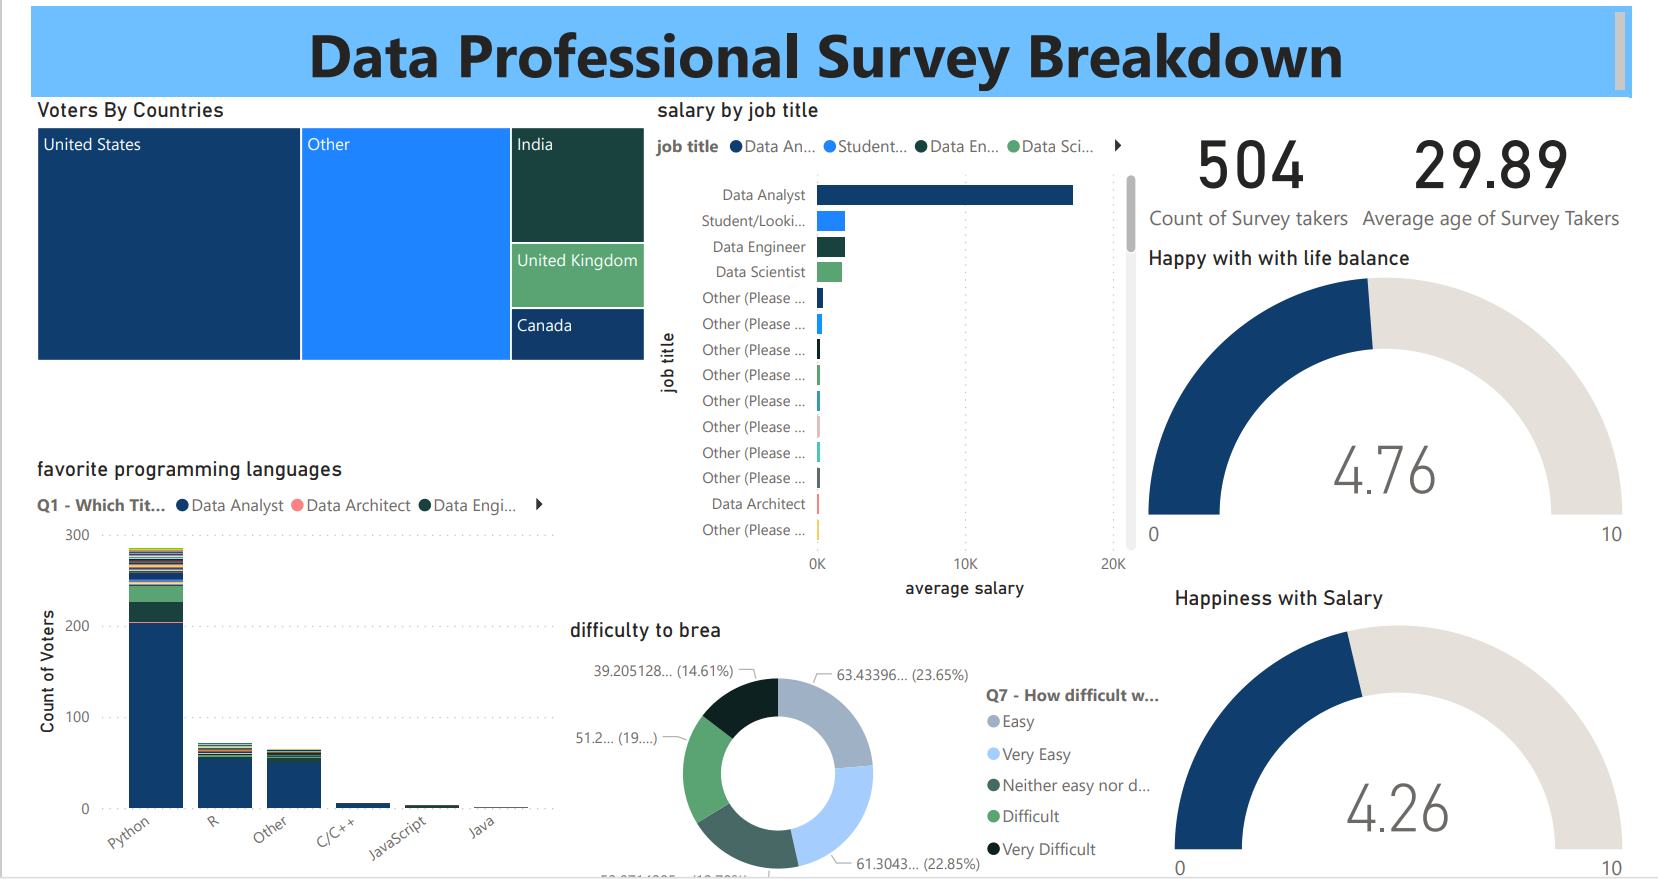 Data Professional Survey Breakdown
Voters By Countries
United States
Other
India
United Kingdom
Canada
salary by job title
job title Data An... Student... Data En... Data Sci...
Data Analyst
Student/Looki...
Data Engineer
Data Scientist
Other (Please ...
Other (Please ...
Other (Please ...
Other (Please ...
Other (Please ...
Other (Please ...
Other (Please ...
Other (Please ...
Data Architect
Other (Please ...
job title
0K 10K 20K
average salary
504
Count of Survey takers
29.89
Average age of Survey Takers
Happy with with life balance
4.76
0 10
favorite programming languages
Q1 - Which Tit... Data Analyst Data Architect Data Engi...
300
200
100
0
Count of Voters
Python R Other C/C++ JavaScript Java
difficulty to brea
39.205128... (14.61%)
63.43396... (23.65%)
51.2... (19....)
61.3043... (22.85%)
Q7 - How difficult w...
Easy
Very Easy
Neither easy nor d...
Difficult
Very Difficult
Happiness with Salary
4.26
0 10